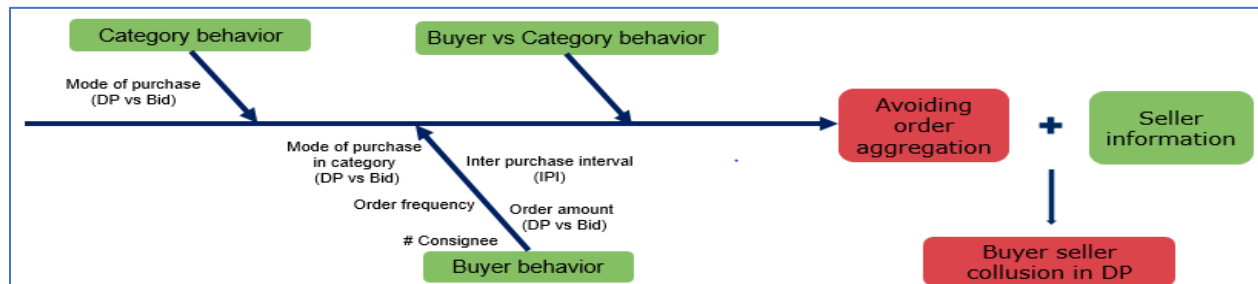 Category behavior
Buyer vs Category behavior
Mode of purchase
(DP vs Bid)
Avoiding
order
aggregation
+
Seller
information
Mode of purchase
in category
(DP vs Bid)
Inter purchase interval
(IPI)
Order frequency
Order amount
(DP vs Bid)
# Consignee
Buyer behavior
Buyer seller
collusion in DP